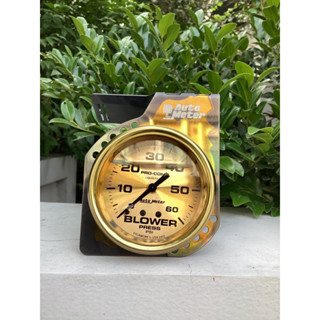 Auto
Meter
30
20 40
PRO-COMP
10 50
60
Auto Meter
BLOWER
PRESS
PSI